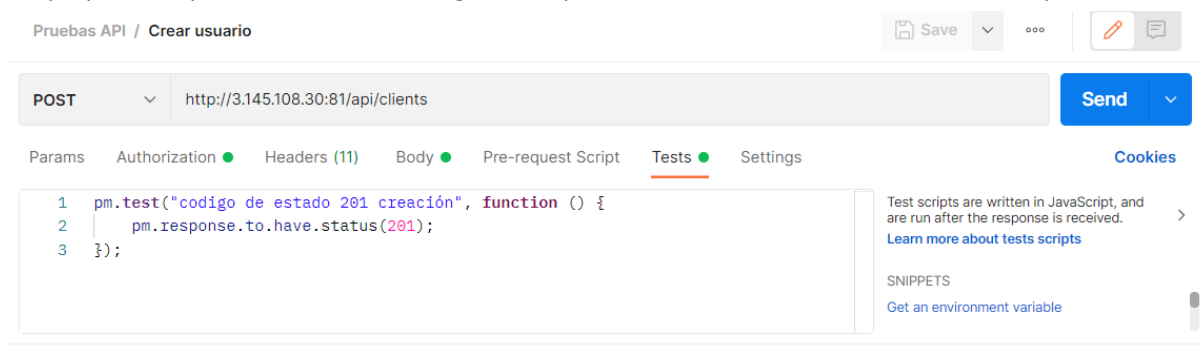 Pruebas API / Crear usuario
Save
POST
http://3.145.108.30:81/api/clients
Send
Params Authorization Headers (11) Body Pre-request Script Tests Settings Cookies
1 pm.test("codigo de estado 201 creación", function () {
2 pm.response.to.have.status(201);
3 });
Test scripts are written in JavaScript, and
are run after the response is received.
Learn more about tests scripts
SNIPPETS
Get an environment variable